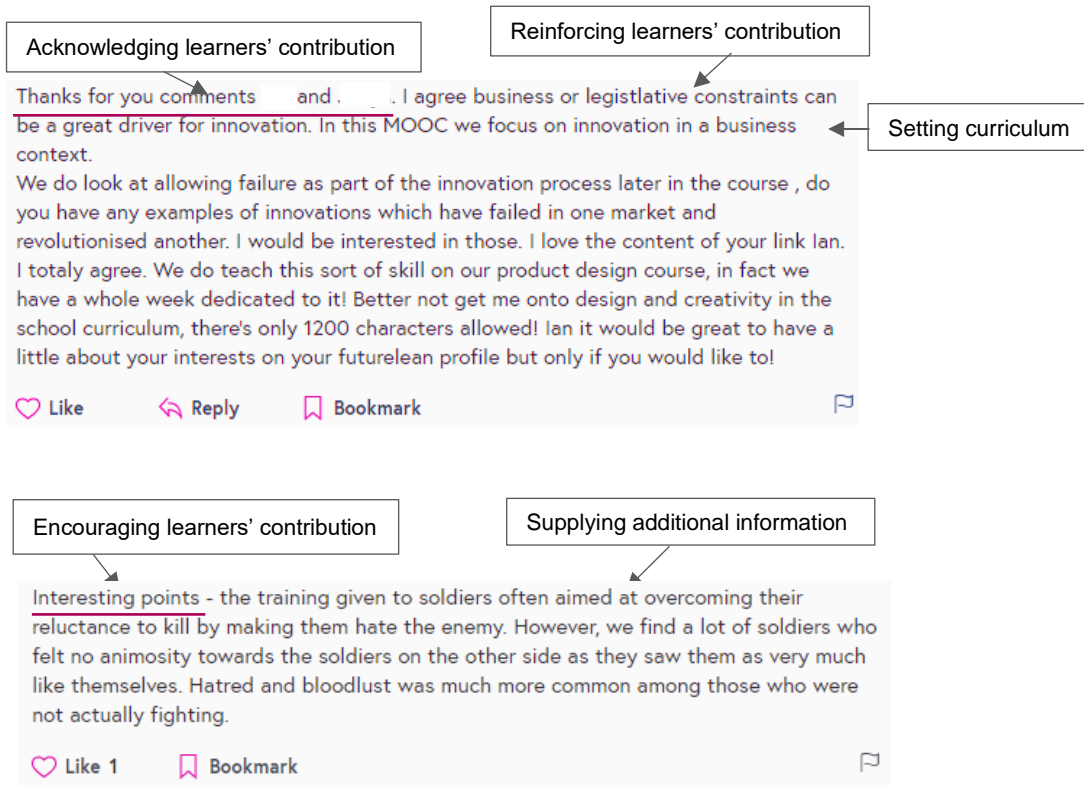 Acknowledging learners' contribution
Reinforcing learners' contribution
Thanks for you comments and . I agree business or legistlative constraints can
be a great driver for innovation. In this MOOC we focus on innovation in a business
context.
Setting curriculum
We do look at allowing failure as part of the innovation process later in the course , do
you have any examples of innovations which have failed in one market and
revolutionised another. I would be interested in those. I love the content of your link Ian.
I totaly agree. We do teach this sort of skill on our product design course, in fact we
have a whole week dedicated to it! Better not get me onto design and creativity in the
school curriculum, there's only 1200 characters allowed! Ian it would be great to have a
little about your interests on your futurelean profile but only if you would like to!
Like Reply Bookmark
Encouraging learners' contribution
Supplying additional information
Interesting points - the training given to soldiers often aimed at overcoming their
reluctance to kill by making them hate the enemy. However, we find a lot of soldiers who
felt no animosity towards the soldiers on the other side as they saw them as very much
like themselves. Hatred and bloodlust was much more common among those who were
not actually fighting.
Like 1 Bookmark